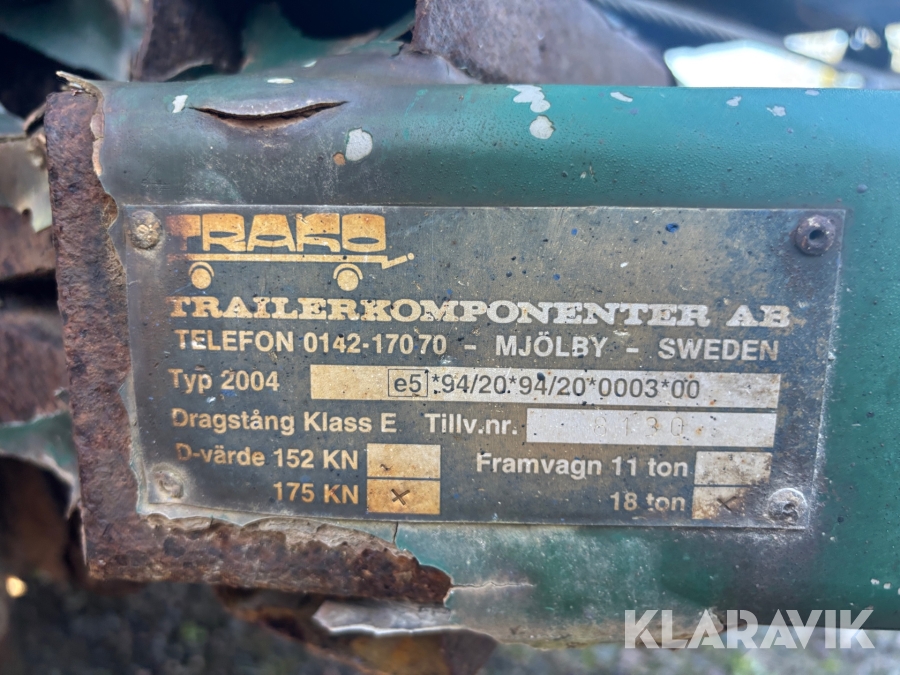 TRAKO
TRAILERKOMPONENTER AB
TELEFON 0142-170 70 - MJÖLBY - SWEDEN
Typ 2004 e5*94/20*94/20*0003*00
Dragstång Klass E Tillv.nr.
D-värde 152 KN Framvagn 11 ton
175 KN × 18 ton
KLARAVIK